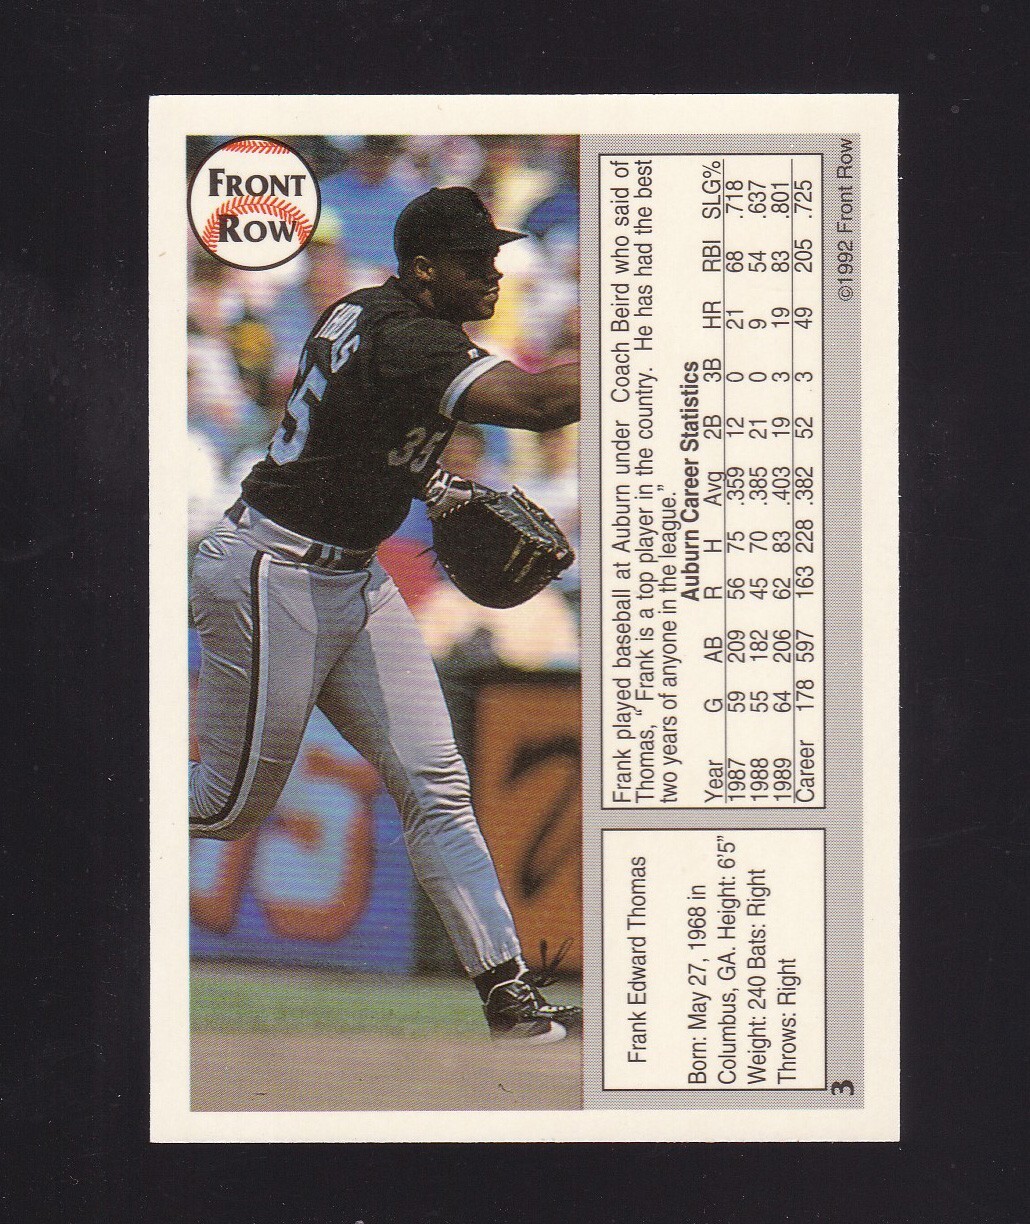 FRONT
ROW
35
35
Frank Edward Thomas
Born: May 27, 1968 in
Columbus, GA. Height: 6'5"
Weight: 240 Bats: Right
Throws: Right
3
Frank played baseball at Auburn under Coach Beird who said of
Thomas, "Frank is a top player in the country. He has had the best
two years of anyone in the league."
Auburn Career Statistics
Year G AB R H Avg 2B 3B HR RBI SLG%
1987 59 209 56 75 .359 12 0 21 68 .718
1988 55 182 45 70 .385 21 0 9 54 .637
1989 64 206 62 83 .403 19 3 19 83 .801
Career 178 597 163 228 .382 52 3 49 205 .725
©1992 Front Row